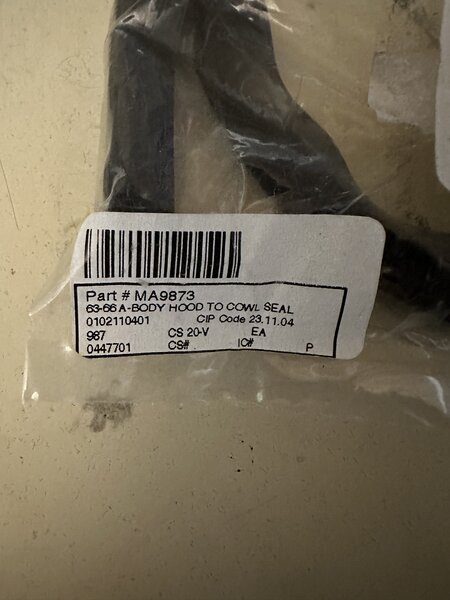 Part # MA9873
63-66 A-BODY HOOD TO COWL SEAL
0102110401 CIP Code 23.11.04
987 CS 20-V EA
0447701 CS# IC# P